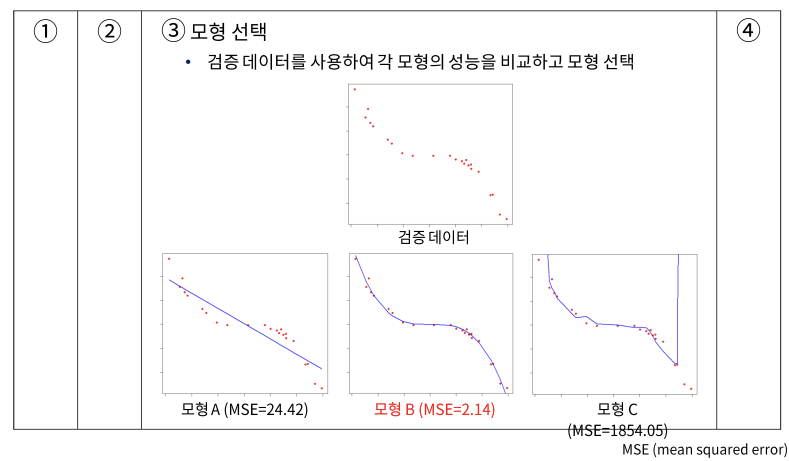 ① ② ③ 모형 선택 ④
• 검증 데이터를 사용하여 각 모형의 성능을 비교하고 모형 선택
검증 데이터
모형 A (MSE=24.42) 모형 B (MSE=2.14) 모형 C
(MSE=1854.05)
MSE (mean squared error)